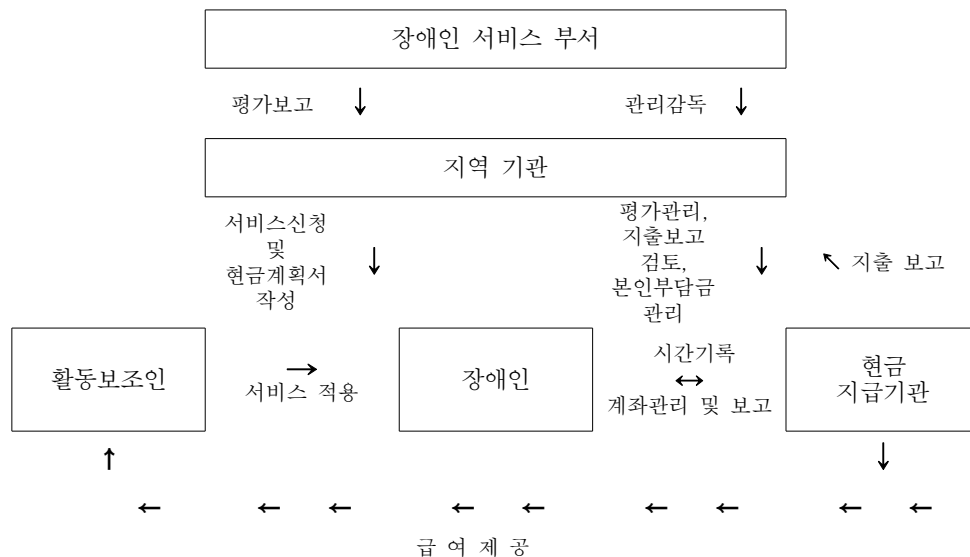 장애인 서비스 부서
평가보고 ↓ 관리감독 ↓
지역 기관
서비스신청
및
현금계획서
작성
↓
평가관리,
지출보고
검토,
본인부담금
관리
↓
↖ 지출 보고
활동보조인
→
서비스 적용
장애인
시간기록
↔
계좌관리 및 보고
현금
지급기관
↑ ↓
← ← ← ← ← ← ← ← ←
급 여 제 공